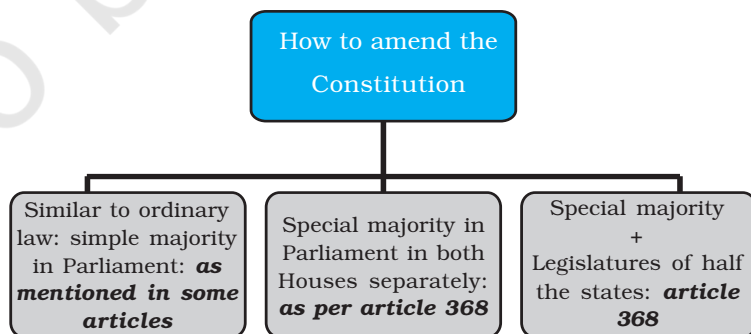 How to amend the
Constitution
Similar to ordinary
law: simple majority
in Parliament: as
mentioned in some
articles
Special majority in
Parliament in both
Houses separately:
as per article 368
Special majority
+
Legislatures of half
the states: article
368